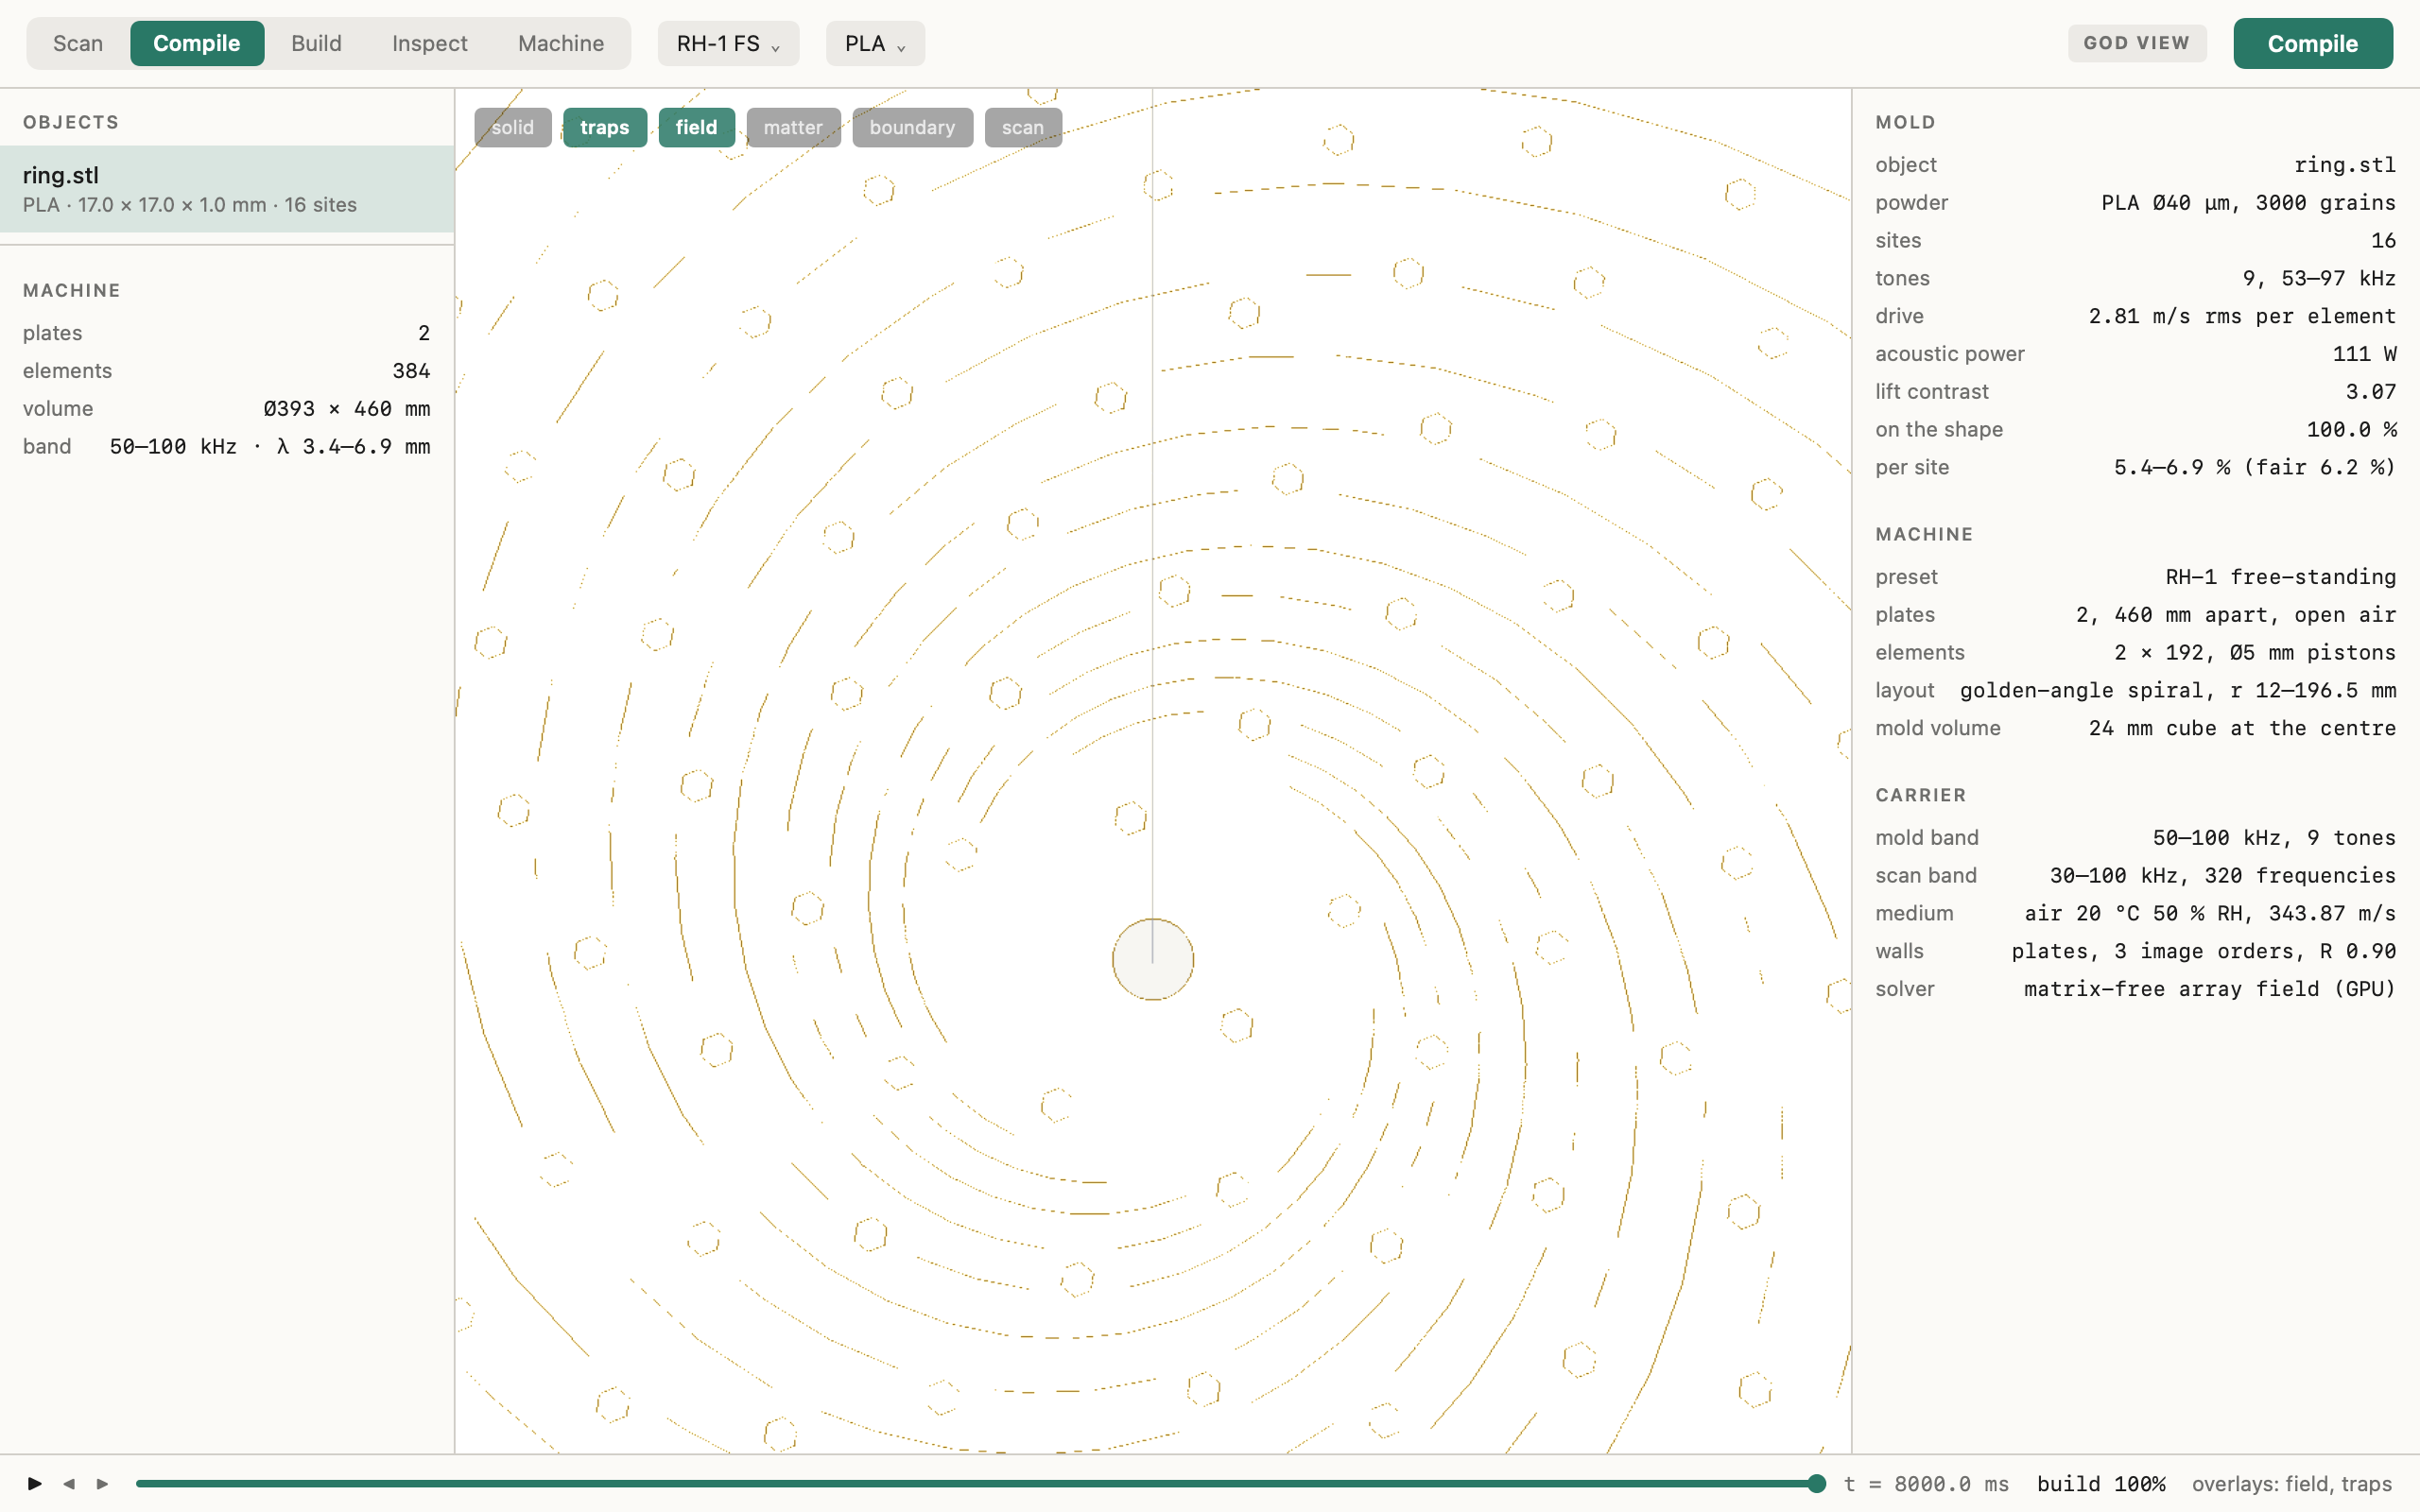 Scan Compile Build Inspect Machine RH-1 FS PLA GOD VIEW Compile
OBJECTS
ring.stl
PLA · 17.0 × 17.0 × 1.0 mm · 16 sites
MACHINE
plates 2
elements 384
volume Ø393 × 460 mm
band 50–100 kHz · λ 3.4–6.9 mm
solid traps field matter boundary scan
MOLD
object ring.stl
powder PLA Ø40 µm, 3000 grains
sites 16
tones 9, 53–97 kHz
drive 2.81 m/s rms per element
acoustic power 111 W
lift contrast 3.07
on the shape 100.0 %
per site 5.4–6.9 % (fair 6.2 %)
MACHINE
preset RH-1 free-standing
plates 2, 460 mm apart, open air
elements 2 × 192, Ø5 mm pistons
layout golden-angle spiral, r 12–196.5 mm
mold volume 24 mm cube at the centre
CARRIER
mold band 50–100 kHz, 9 tones
scan band 30–100 kHz, 320 frequencies
medium air 20 °C 50 % RH, 343.87 m/s
walls plates, 3 image orders, R 0.90
solver matrix-free array field (GPU)
t = 8000.0 ms build 100% overlays: field, traps